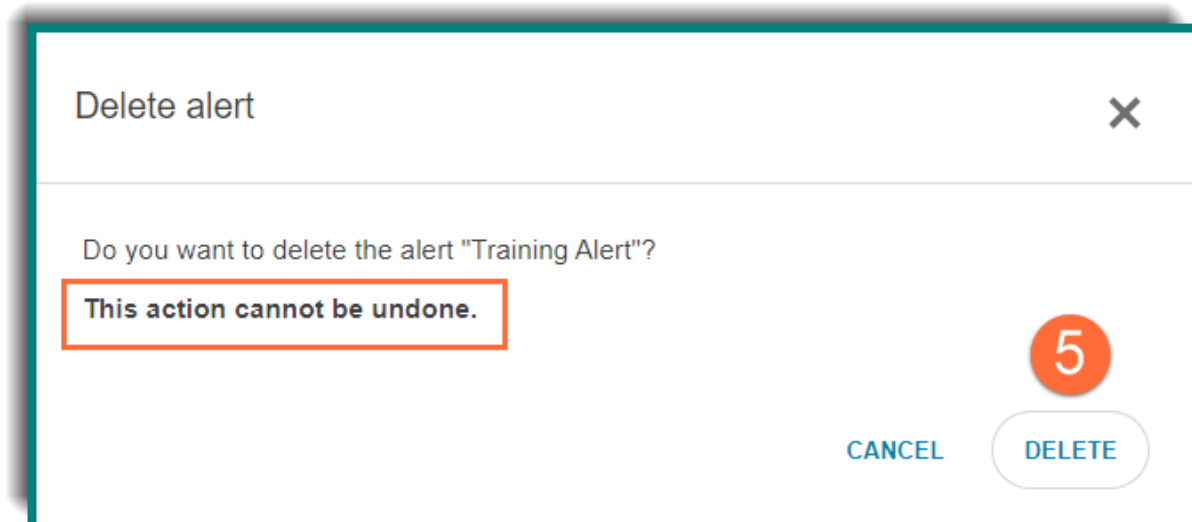 Delete alert
Do you want to delete the alert "Training Alert"?
This action cannot be undone.
5
CANCEL DELETE